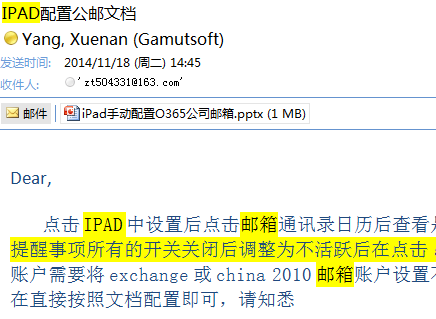 IPAD配置公邮文档
Yang, Xuenan (Gamutsoft)
发送时间: 2014/11/18 (周二) 14:45
收件人: 'zt504331@163.com'
邮件 iPad手动配置O365公司邮箱.pptx (1 MB)
Dear,
点击 IPAD 中设置后点击邮箱通讯录日历后查看是
提醒事项所有的开关关闭后调整为不活跃后在点击
账户需要将 exchange 或 china 2010 邮箱账户设置不
在直接按照文档配置即可，请知悉